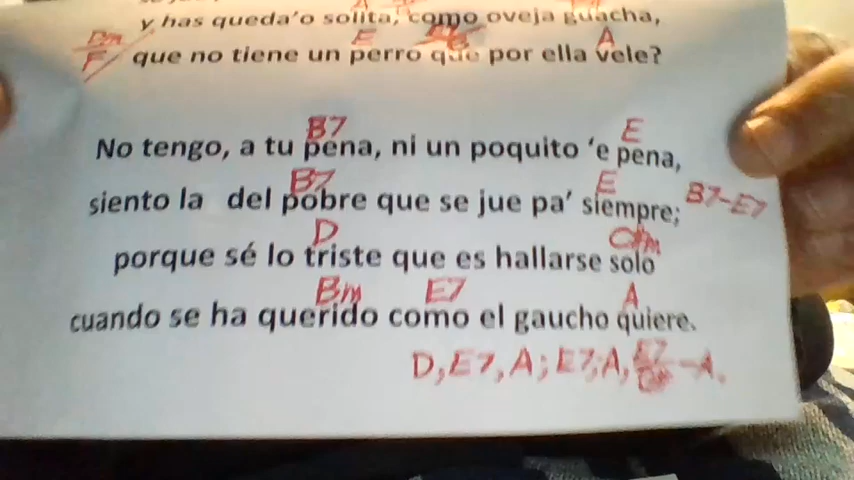 A
y has queda'o solita, como oveja guacha,
Bm E A
F que no tiene un perro que por ella vele?
B7 E
No tengo, a tu pena, ni un poquito 'e pena,
B7 E B7-E7
siento la del pobre que se jue pa' siempre;
D C#m
porque sé lo triste que es hallarse solo
Bm E7 A
cuando se ha querido como el gaucho quiere.
D, E7, A; E7, A, E7 -A.